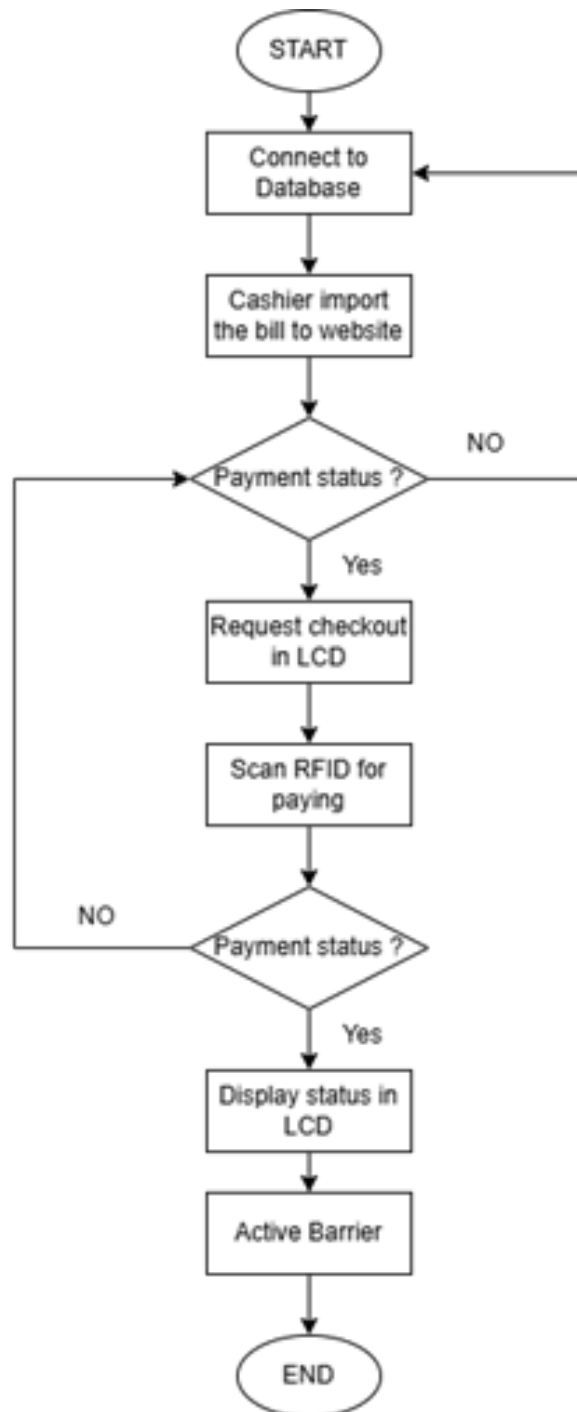 START
Connect to
Database
Cashier import
the bill to website
NO
Payment status ?
Yes
Request checkout
in LCD
Scan RFID for
paying
NO
Payment status ?
Yes
Display status in
LCD
Active Barrier
END